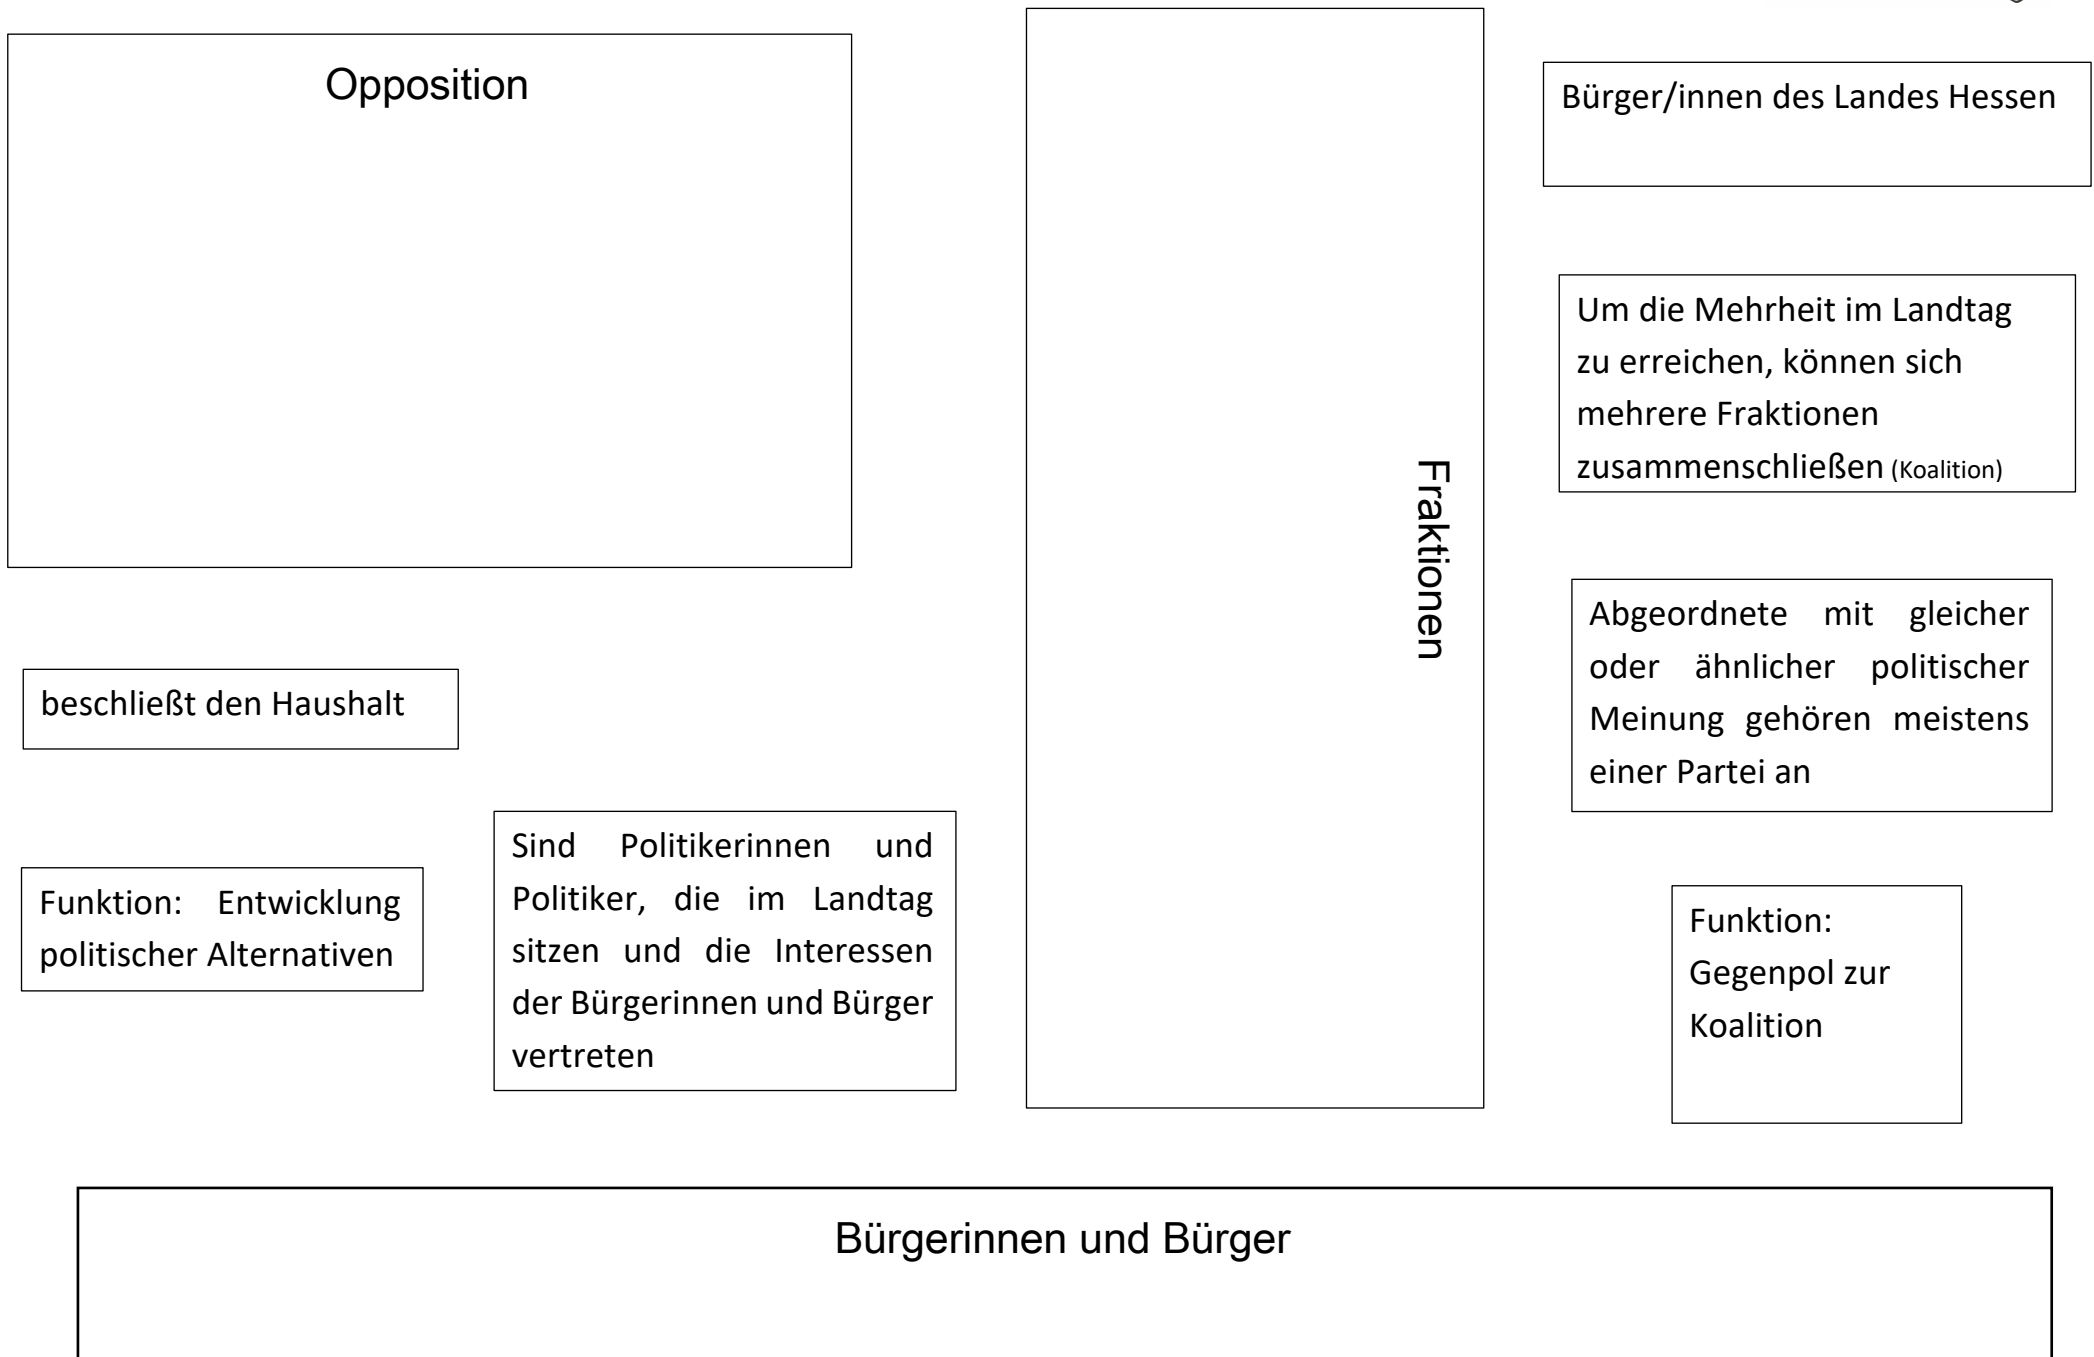 Opposition
Bürger/innen des Landes Hessen
Um die Mehrheit im Landtag
zu erreichen, können sich
mehrere Fraktionen
zusammenschließen (Koalition)
Fraktionen
Abgeordnete mit gleicher
oder ähnlicher politischer
Meinung gehören meistens
einer Partei an
beschließt den Haushalt
Sind Politikerinnen und
Politiker, die im Landtag
sitzen und die Interessen
der Bürgerinnen und Bürger
vertreten
Funktion: Entwicklung
politischer Alternativen
Funktion:
Gegenpol zur
Koalition
Bürgerinnen und Bürger